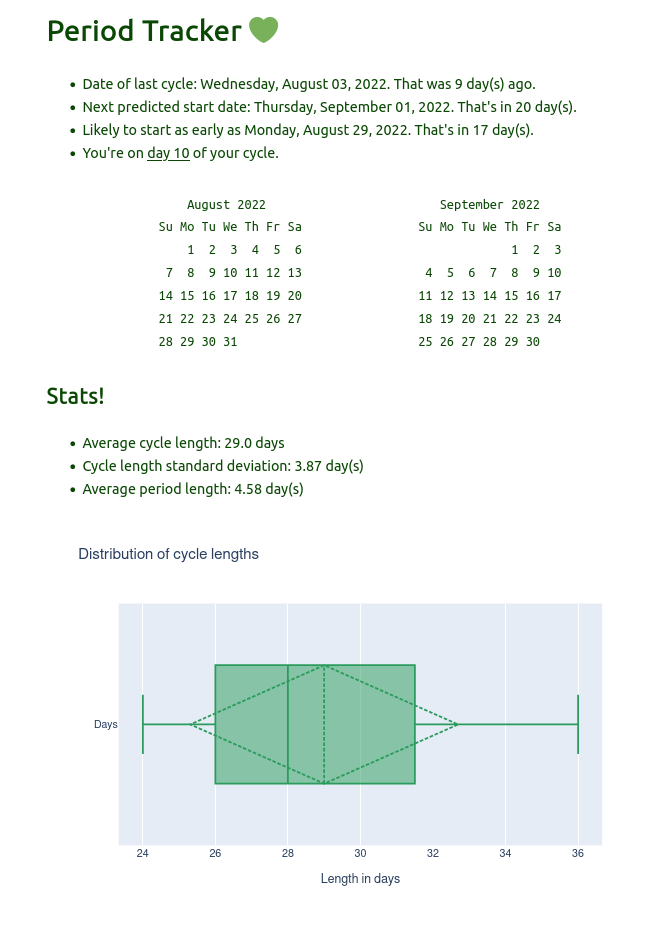 Period Tracker 💚
• Date of last cycle: Wednesday, August 03, 2022. That was 9 day(s) ago.
• Next predicted start date: Thursday, September 01, 2022. That's in 20 day(s).
• Likely to start as early as Monday, August 29, 2022. That's in 17 day(s).
• You're on day 10 of your cycle.
August 2022
Su Mo Tu We Th Fr Sa
1 2 3 4 5 6
7 8 9 10 11 12 13
14 15 16 17 18 19 20
21 22 23 24 25 26 27
28 29 30 31
September 2022
Su Mo Tu We Th Fr Sa
1 2 3
4 5 6 7 8 9 10
11 12 13 14 15 16 17
18 19 20 21 22 23 24
25 26 27 28 29 30
Stats!
• Average cycle length: 29.0 days
• Cycle length standard deviation: 3.87 day(s)
• Average period length: 4.58 day(s)
Distribution of cycle lengths
Days
24 26 28 30 32 34 36
Length in days